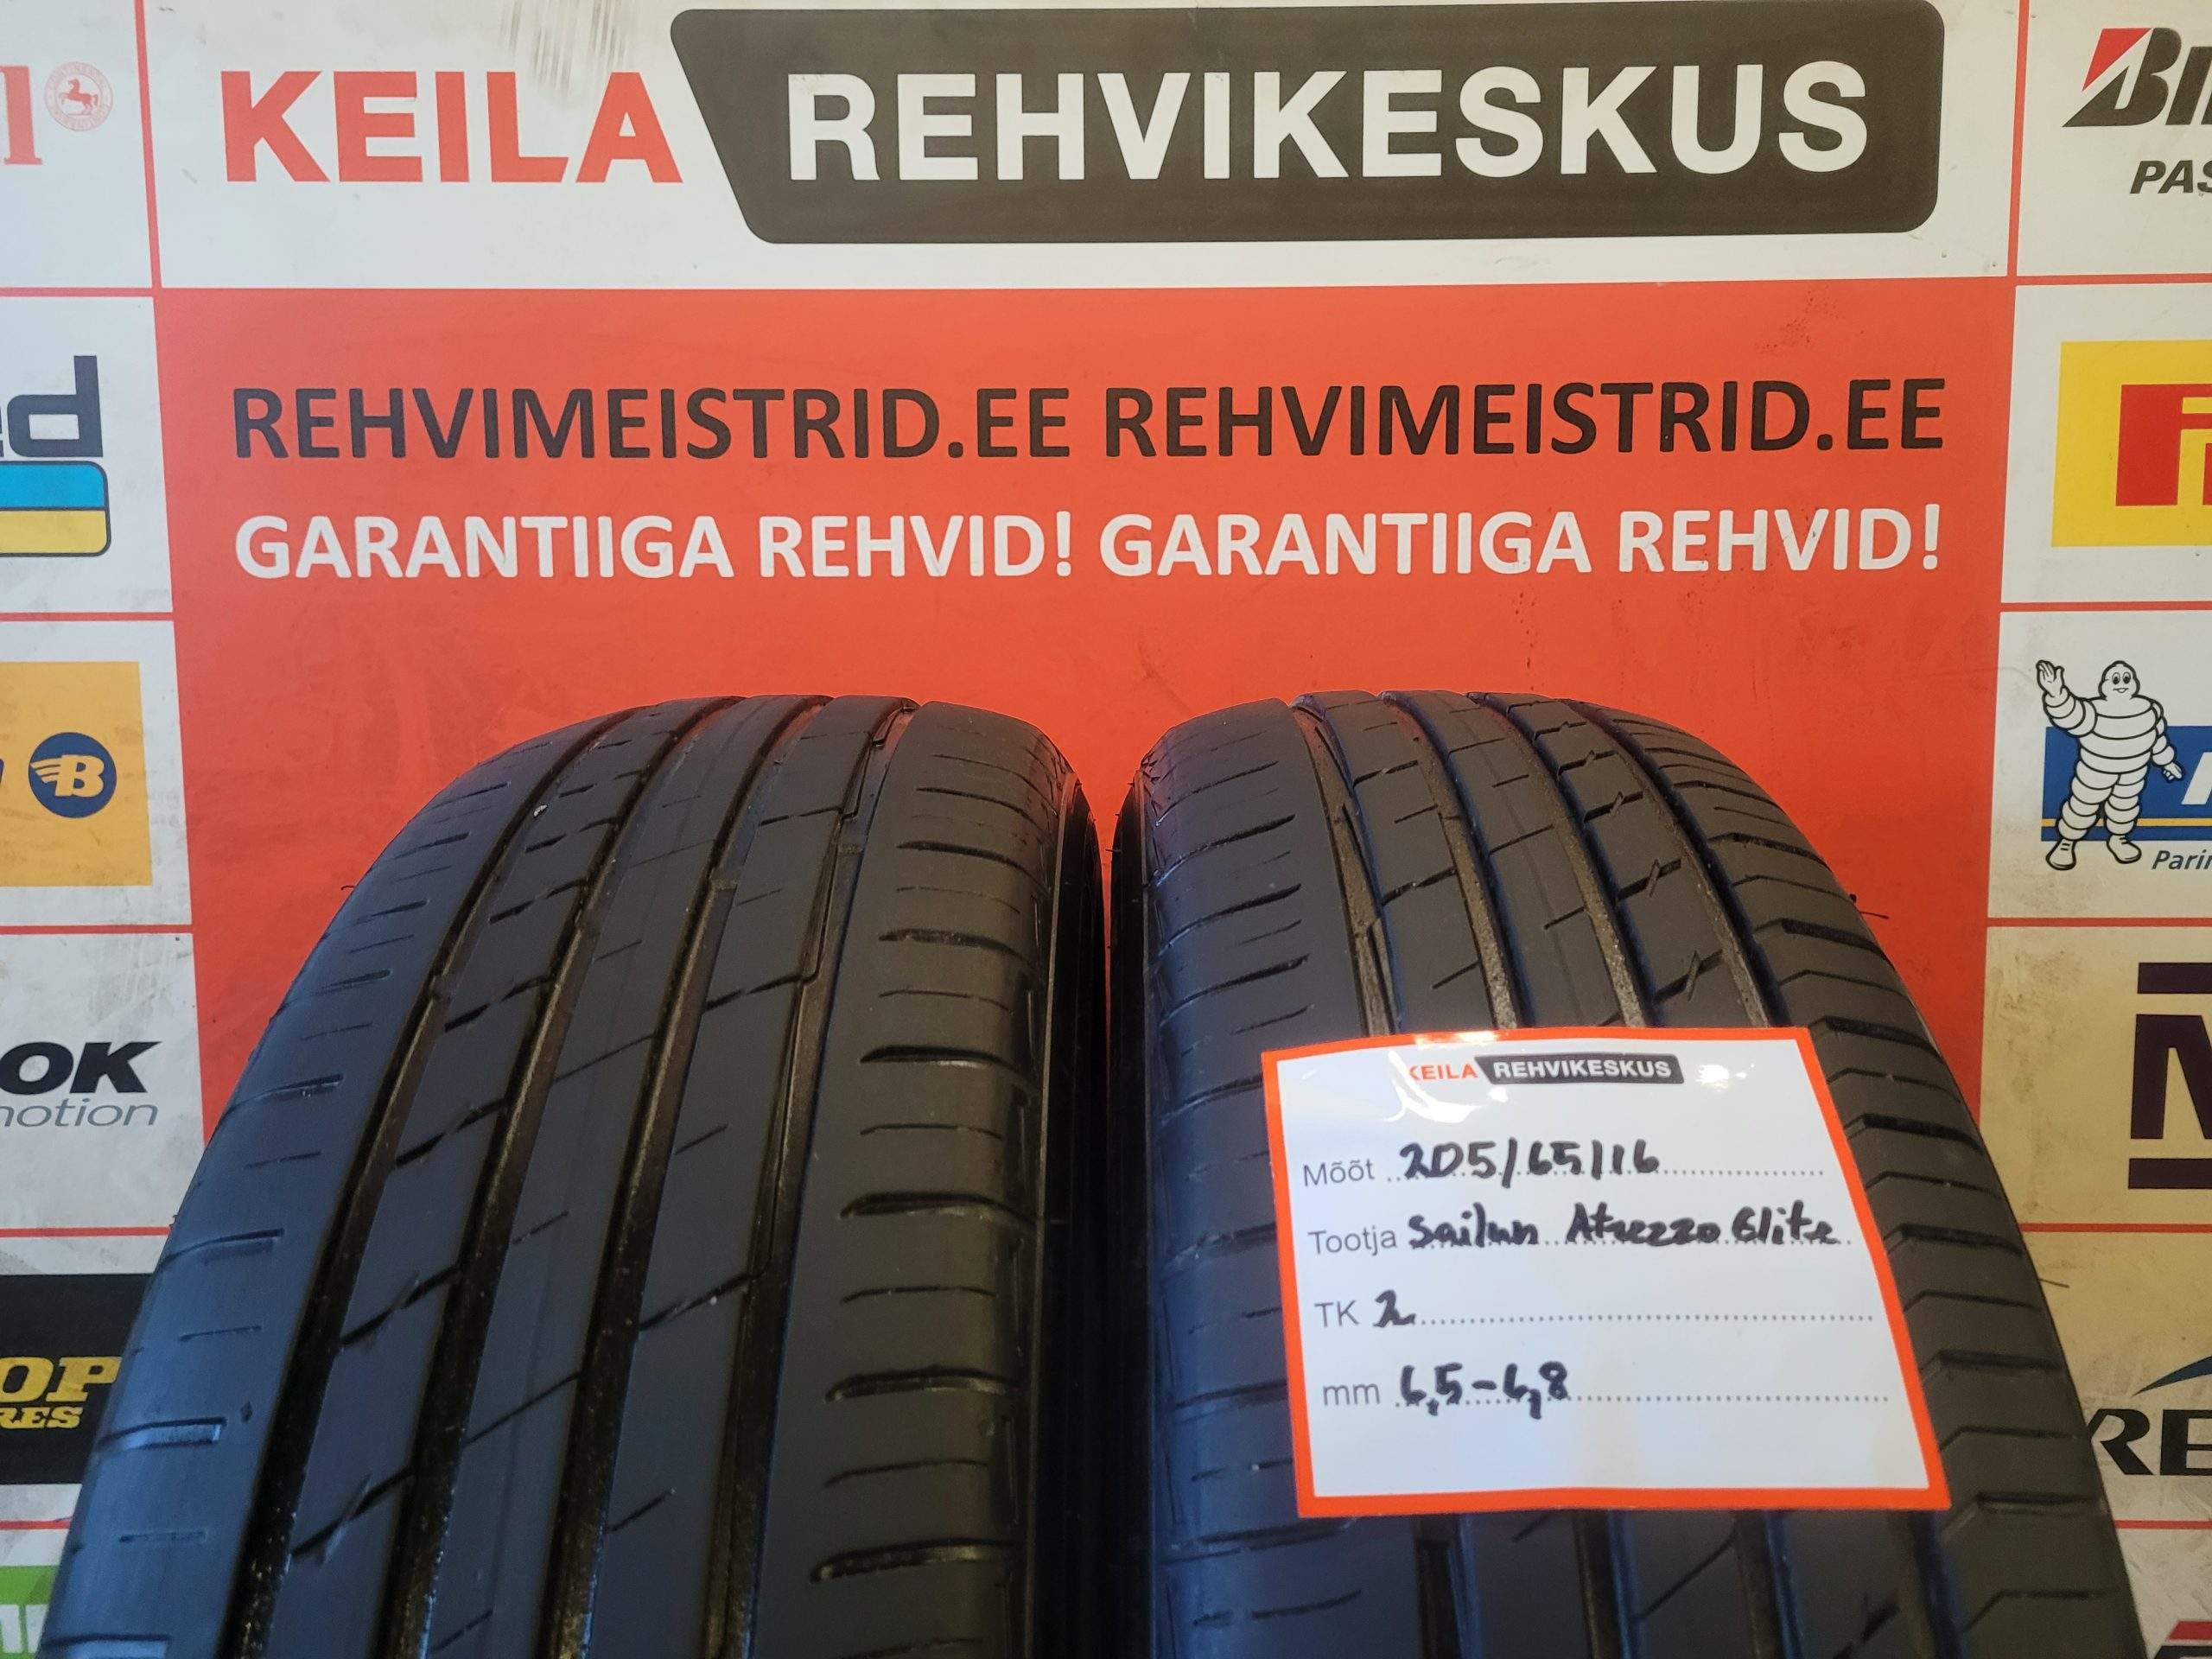 KEILA REHVIKESKUS
REHVIMEISTRID.EE REHVIMEISTRID.EE
GARANTIIGA REHVID! GARANTIIGA REHVID!
B
motion
KEILA REHVIKESKUS
Mõõt 205/65/16
Tootja Sailun Atrezzo Elite
TK 2
mm 6,5-6,8